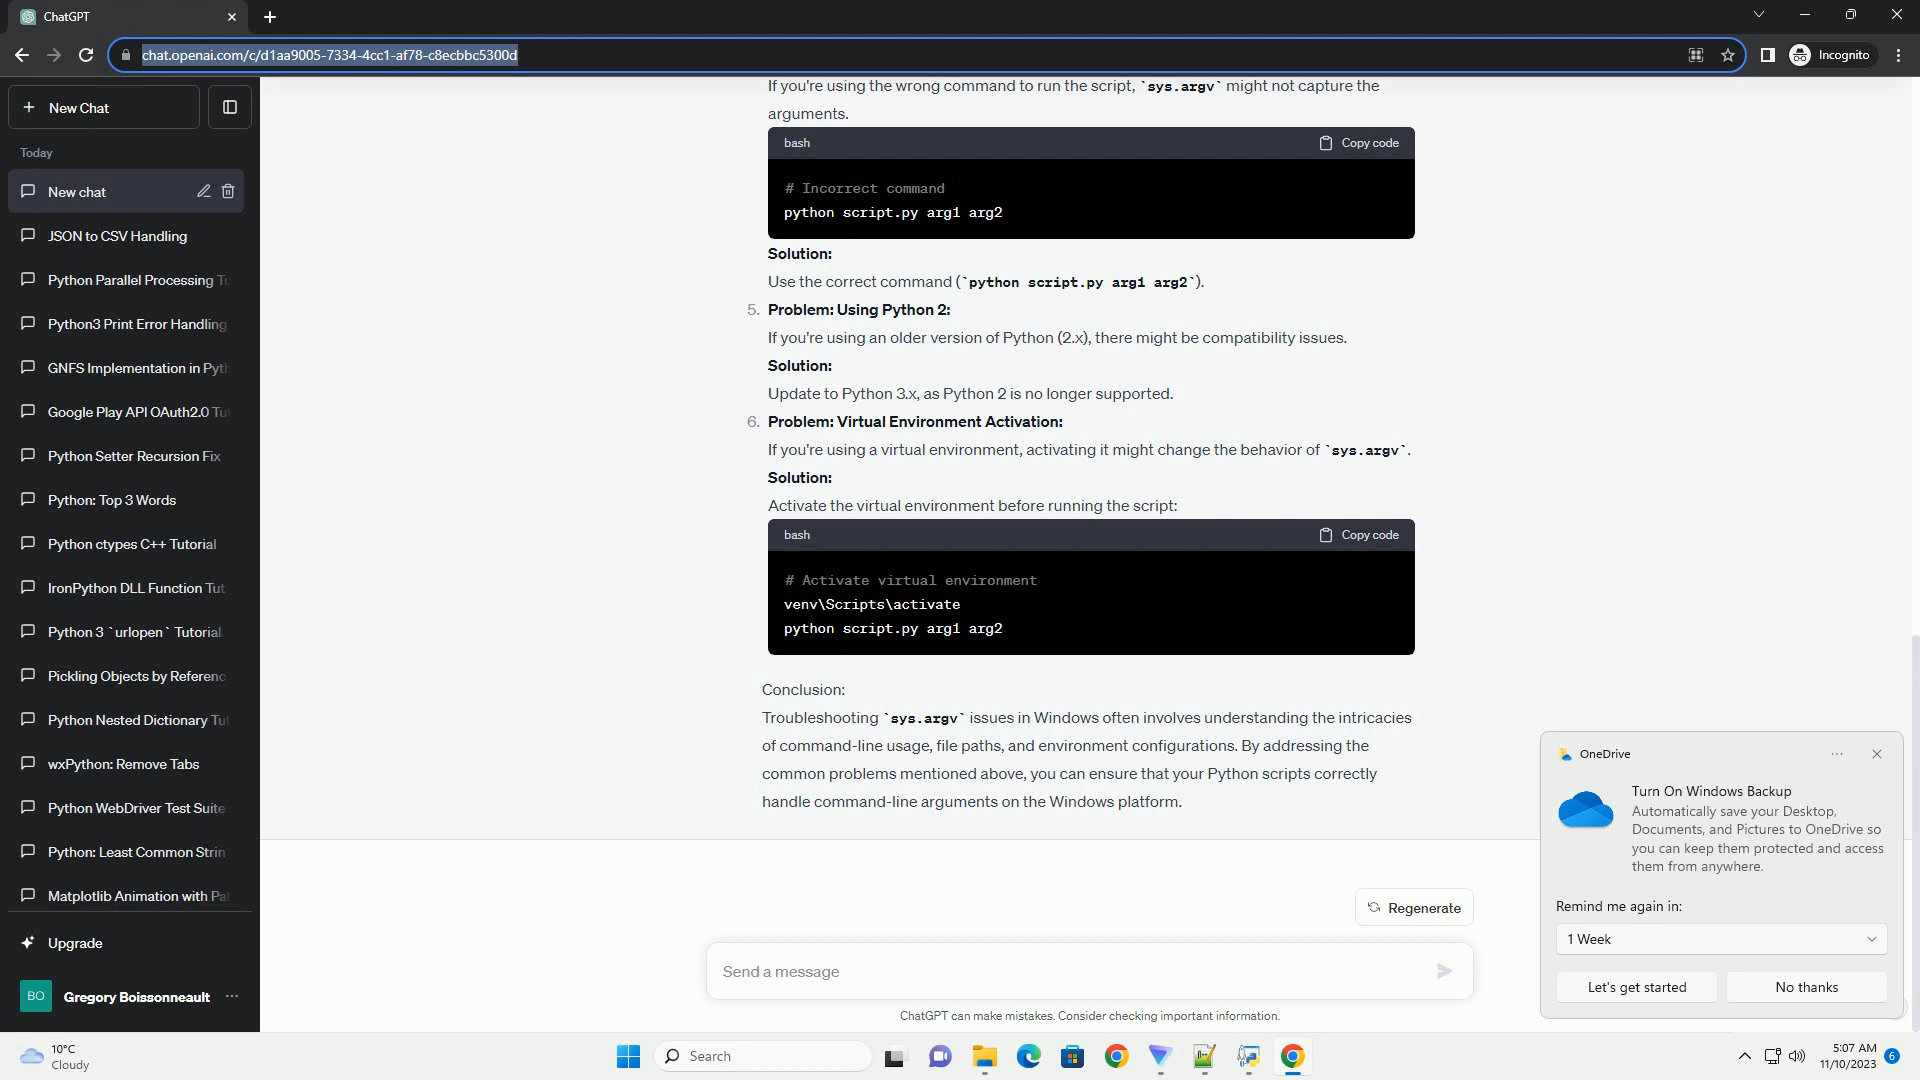 ChatGPT
chat.openai.com/c/d1aa9005-7334-4cc1-af78-c8ecbbc5300d
Incognito
New Chat
Today
New chat
JSON to CSV Handling
Python Parallel Processing Tu
Python3 Print Error Handling
GNFS Implementation in Pyth
Google Play API OAuth2.0 Tut
Python Setter Recursion Fix
Python: Top 3 Words
Python ctypes C++ Tutorial
IronPython DLL Function Tut
Python 3 `urlopen` Tutorial
Pickling Objects by Referenc
Python Nested Dictionary Tut
wxPython: Remove Tabs
Python WebDriver Test Suite
Python: Least Common Strin
Matplotlib Animation with Pat
Upgrade
BO Gregory Boissonneault
If you're using the wrong command to run the script, `sys.argv` might not capture the
arguments.
bash
Copy code
# Incorrect command
python script.py arg1 arg2
Solution:
Use the correct command (`python script.py arg1 arg2`).
5. Problem: Using Python 2:
If you're using an older version of Python (2.x), there might be compatibility issues.
Solution:
Update to Python 3.x, as Python 2 is no longer supported.
6. Problem: Virtual Environment Activation:
If you're using a virtual environment, activating it might change the behavior of `sys.argv`.
Solution:
Activate the virtual environment before running the script:
bash
Copy code
# Activate virtual environment
venv\Scripts\activate
python script.py arg1 arg2
Conclusion:
Troubleshooting `sys.argv` issues in Windows often involves understanding the intricacies
of command-line usage, file paths, and environment configurations. By addressing the
common problems mentioned above, you can ensure that your Python scripts correctly
handle command-line arguments on the Windows platform.
Regenerate
Send a message
ChatGPT can make mistakes. Consider checking important information.
OneDrive
Turn On Windows Backup
Automatically save your Desktop,
Documents, and Pictures to OneDrive so
you can keep them protected and access
them from anywhere.
Remind me again in:
1 Week
Let's get started
No thanks
10°C
Cloudy
Search
5:07 AM
11/10/2023
6